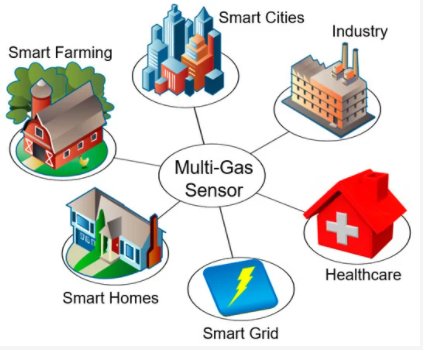 Smart Cities
Industry
Smart Farming
Multi-Gas
Sensor
Healthcare
Smart Homes
Smart Grid